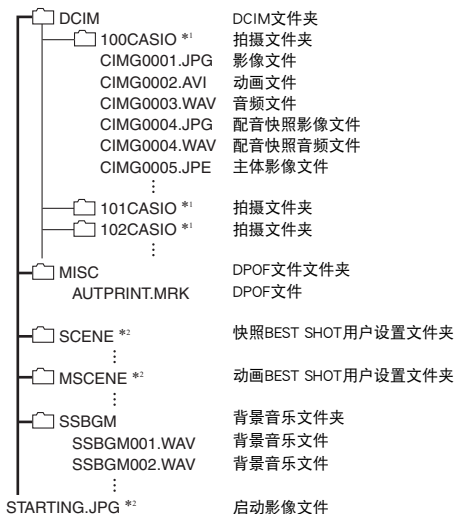 DCIM DCIM文件夹
100CASIO *1 拍摄文件夹
CIMG0001.JPG 影像文件
CIMG0002.AVI 动画文件
CIMG0003.WAV 音频文件
CIMG0004.JPG 配音快照影像文件
CIMG0004.WAV 配音快照音频文件
CIMG0005.JPE 主体影像文件
⋮
101CASIO *1 拍摄文件夹
102CASIO *1 拍摄文件夹
⋮
MISC DPOF文件文件夹
AUTPRINT.MRK DPOF文件
SCENE *2 快照BEST SHOT用户设置文件夹
⋮
MSCENE *2 动画BEST SHOT用户设置文件夹
⋮
SSBGM 背景音乐文件夹
SSBGM001.WAV 背景音乐文件
SSBGM002.WAV 背景音乐文件
⋮
STARTING.JPG *2 启动影像文件